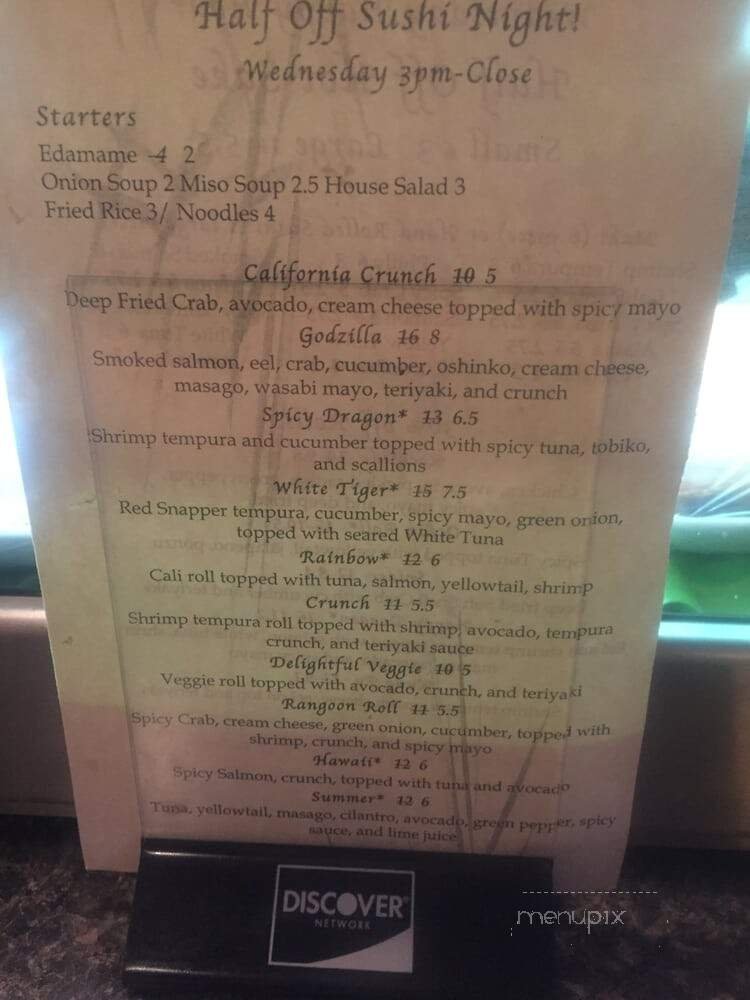 Half Off Sushi Night!
Wednesday 3pm-Close
Starters
Edamame 4 2
Onion Soup 2 Miso Soup 2.5 House Salad 3
Fried Rice 3/ Noodles 4
California Crunch 10 5
Deep Fried Crab, avocado, cream cheese topped with spicy mayo
Godzilla 16 8
Smoked salmon, eel, crab, cucumber, oshinko, cream cheese,
masago, wasabi mayo, teriyaki, and crunch
Spicy Dragon* 13 6.5
Shrimp tempura and cucumber topped with spicy tuna, tobiko,
and scallions
White Tiger* 15 7.5
Red Snapper tempura, cucumber, spicy mayo, green onion,
topped with seared White Tuna
Rainbow* 12 6
Cali roll topped with tuna, salmon, yellowtail, shrimp
Crunch 11 5.5
Shrimp tempura roll topped with shrimp, avocado, tempura
crunch, and teriyaki sauce
Delightful Veggie 10 5
Veggie roll topped with avocado, crunch, and teriyaki
Rangoon Roll 11 5.5
Spicy Crab, cream cheese, green onion, cucumber, topped with
shrimp, crunch, and spicy mayo
Hawaii* 12 6
Spicy Salmon, crunch, topped with tuna and avocado
Summer* 12 6
Tuna, yellowtail, masago, cilantro, avocado, green pepper, spicy
sauce, and lime juice
DISCOVER
NETWORK
menupix